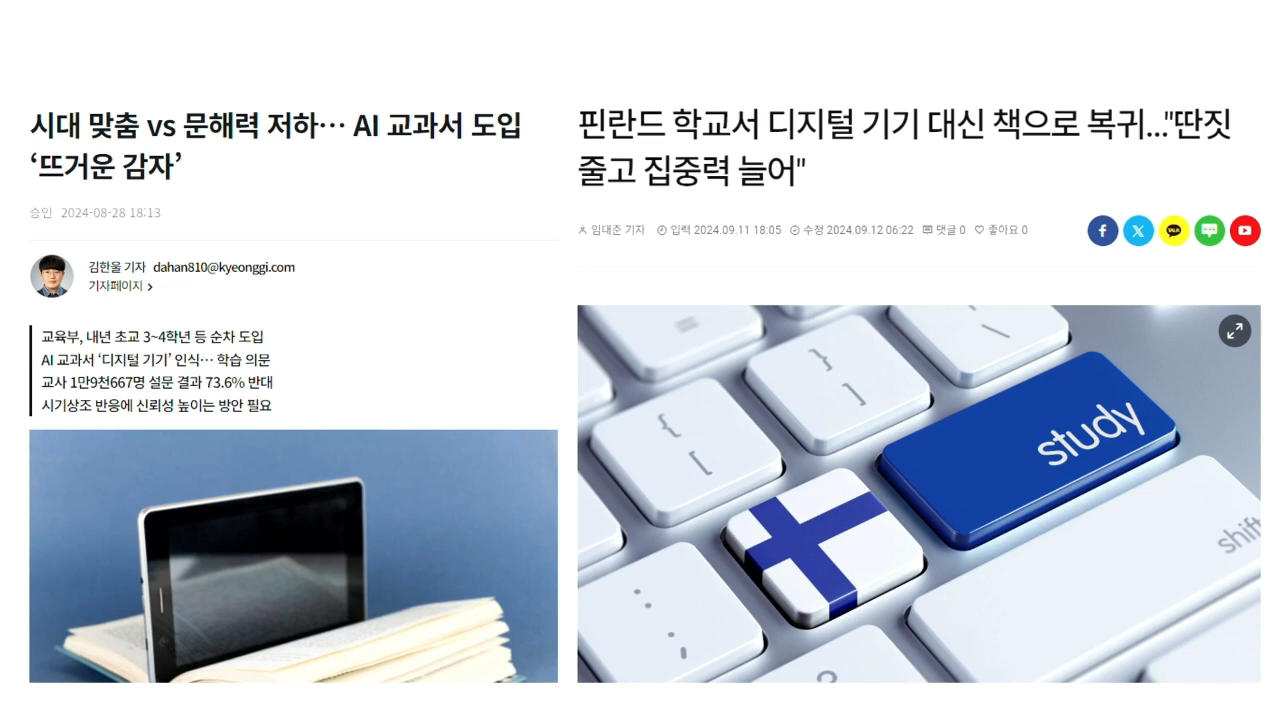 시대 맞춤 vs 문해력 저하… AI 교과서 도입
‘뜨거운 감자’
승인 2024-08-28 18:13
김한울 기자 dahan810@kyeonggi.com
기자페이지 >
교육부, 내년 초교 3~4학년 등 순차 도입
AI 교과서 ‘디지털 기기’ 인식… 학습 의문
교사 1만9천667명 설문 결과 73.6% 반대
시기상조 반응에 신뢰성 높이는 방안 필요
핀란드 학교서 디지털 기기 대신 책으로 복귀..."딴짓
줄고 집중력 늘어"
임대준 기자 입력 2024.09.11 18:05 수정 2024.09.12 06:22 댓글 0 좋아요 0
TALK
study
shift